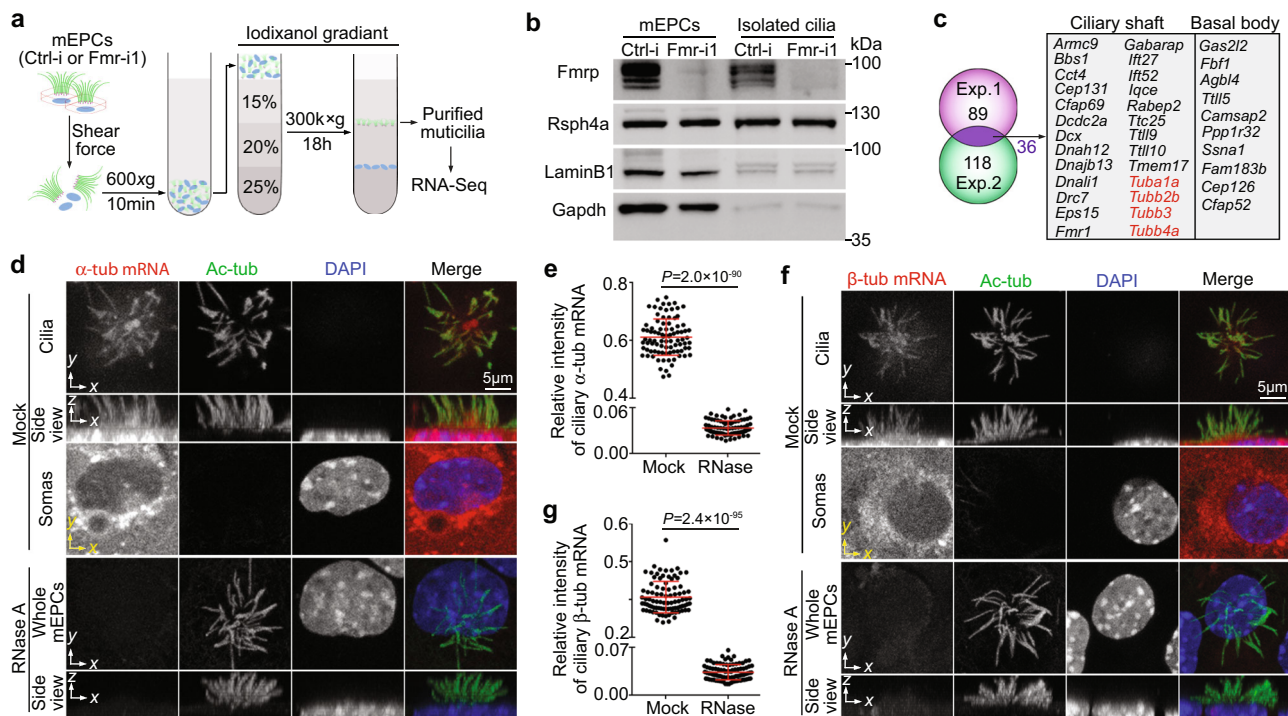 a
mEPCs
(Ctrl-i or Fmr-i1)
Shear
force
600xg
10min
Iodixanol gradiant
15%
20%
25%
300k×g
18h
Purified
muticilia
RNA-Seq
b
mEPCs
Isolated cilia
Ctrl-i Fmr-i1 Ctrl-i Fmr-i1
kDa
Fmrp
-100
Rsph4a
-130
LaminB1
-100
Gapdh
-35
c
Exp.1
89
36
118
Exp.2
Ciliary shaft
Basal body
Armc9 Gabarap Gas2l2
Bbs1 Ift27 Fbf1
Cct4 Ift52 Agbl4
Cep131 Iqce Ttll5
Cfap69 Rabep2 Camsap2
Dcdc2a Ttc25 Ppp1r32
Dcx Ttll9 Ssna1
Dnah12 Ttll10 Fam183b
Dnajb13 Tmem17 Cep126
Dnali1 Tuba1a Cfap52
Drc7 Tubb2b
Eps15 Tubb3
Fmr1 Tubb4a
d
α-tub mRNA Ac-tub DAPI Merge
Mock
Cilia
y
x
5µm
Side
view
z
x
Somas
y
x
RNase A
Whole
mEPCs
y
x
Side
view
z
x
e
P=2.0×10-90
Relative intensity
of ciliary α-tub mRNA
0.8
0.6
0.4
0.06
0.00
Mock RNase
g
P=2.4×10-95
Relative intensity
of ciliary β-tub mRNA
0.6
0.4
0.2
0.07
0.00
Mock RNase
f
β-tub mRNA Ac-tub DAPI Merge
Mock
Cilia
y
x
5µm
Side
view
z
x
Somas
y
x
RNase A
Whole
mEPCs
y
x
Side
view
z
x